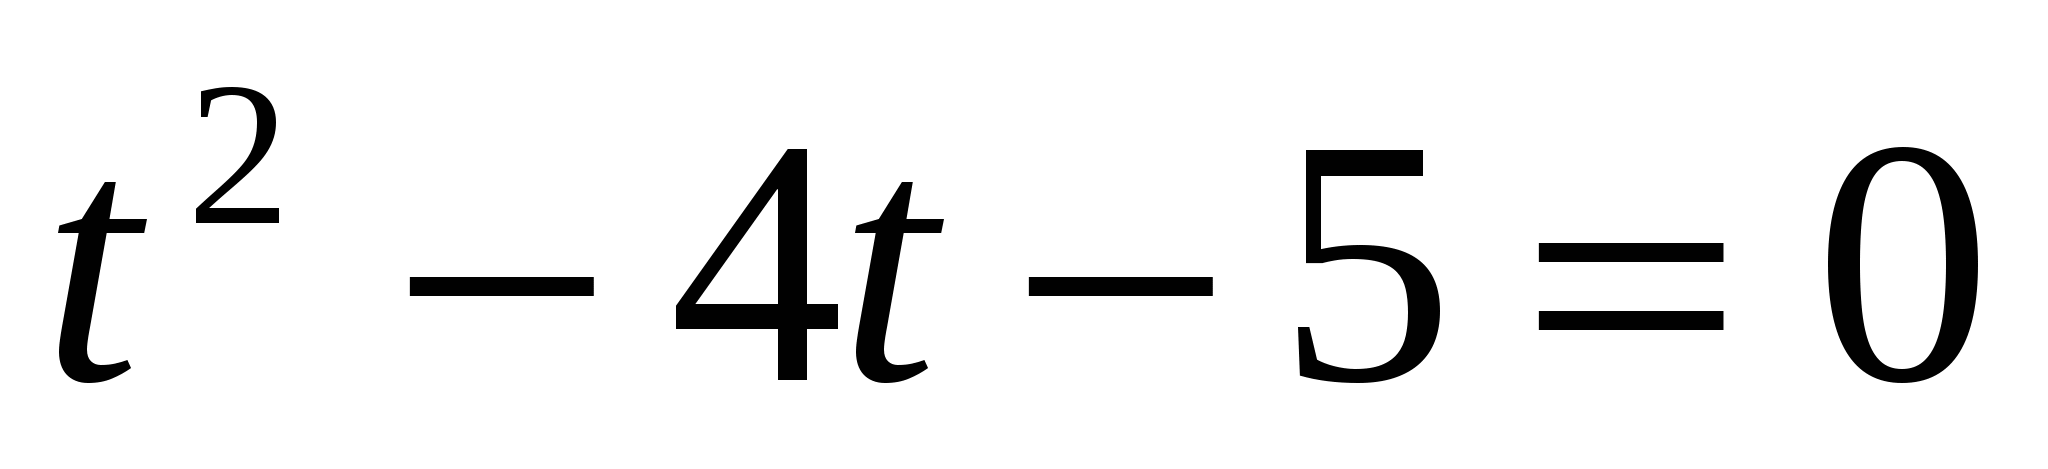 t² − 4t − 5 = 0